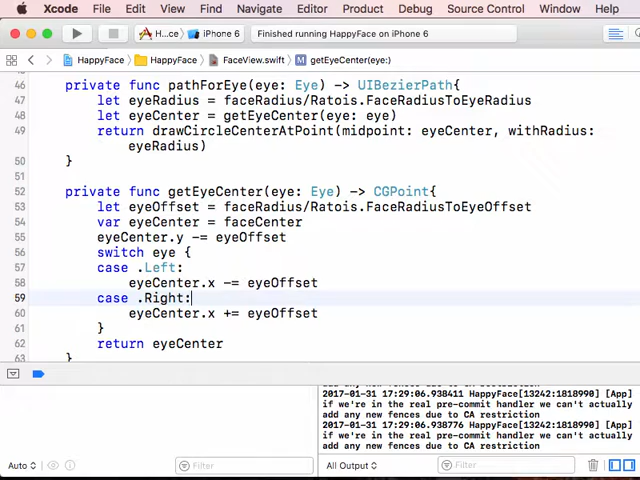 Xcode File Edit View Find Navigate Editor Product Debug Source Control Window Help
H...ce iPhone 6 Finished running HappyFace on iPhone 6
HappyFace HappyFace FaceView.swift M getEyeCenter(eye:)
46 private func pathForEye(eye: Eye) -> UIBezierPath{
47 let eyeRadius = faceRadius/Ratois.FaceRadiusToEyeRadius
48 let eyeCenter = getEyeCenter(eye: eye)
49 return drawCircleCenterAtPoint(midpoint: eyeCenter, withRadius:
eyeRadius)
50 }
51
52 private func getEyeCenter(eye: Eye) -> CGPoint{
53 let eyeOffset = faceRadius/Ratois.FaceRadiusToEyeOffset
54 var eyeCenter = faceCenter
55 eyeCenter.y -= eyeOffset
56 switch eye {
57 case .Left:
58 eyeCenter.x -= eyeOffset
59 case .Right:
60 eyeCenter.x += eyeOffset
61 }
62 return eyeCenter
63 }
2017-01-31 17:29:06.938411 HappyFace[13242:1818990] [App]
if we're in the real pre-commit handler we can't actually
add any new fences due to CA restriction
2017-01-31 17:29:06.938776 HappyFace[13242:1818990] [App]
if we're in the real pre-commit handler we can't actually
add any new fences due to CA restriction
Auto Filter All Output Filter